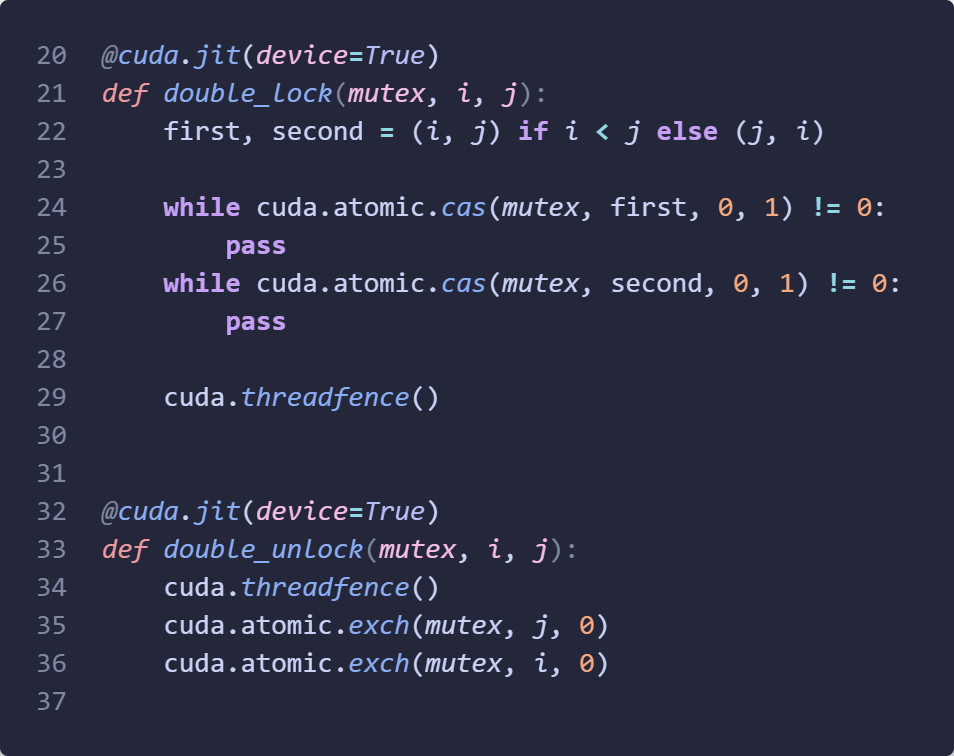 20 @cuda.jit(device=True)
21 def double_lock(mutex, i, j):
22     first, second = (i, j) if i < j else (j, i)
23
24     while cuda.atomic.cas(mutex, first, 0, 1) != 0:
25         pass
26     while cuda.atomic.cas(mutex, second, 0, 1) != 0:
27         pass
28
29     cuda.threadfence()
30
31
32 @cuda.jit(device=True)
33 def double_unlock(mutex, i, j):
34     cuda.threadfence()
35     cuda.atomic.exch(mutex, j, 0)
36     cuda.atomic.exch(mutex, i, 0)
37